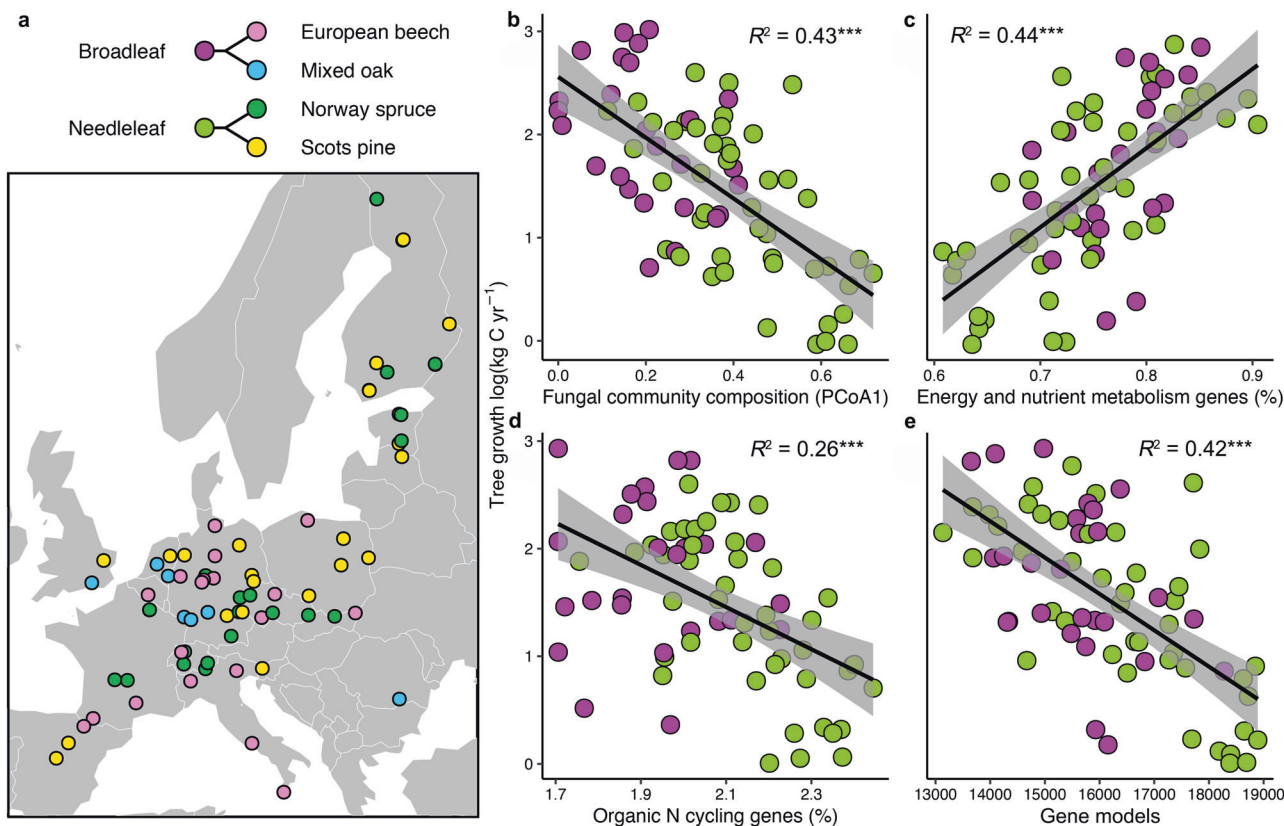 a
European beech
Broadleaf
Mixed oak
Norway spruce
Needleleaf
Scots pine
Tree growth log(kg C yr⁻¹)
b
R² = 0.43***
3
2
1
0
0.0 0.2 0.4 0.6
Fungal community composition (PCoA1)
c
R² = 0.44***
0.6 0.7 0.8 0.9
Energy and nutrient metabolism genes (%)
d
R² = 0.26***
3
2
1
0
1.7 1.9 2.1 2.3
Organic N cycling genes (%)
e
R² = 0.42***
13000 14000 15000 16000 17000 18000 19000
Gene models